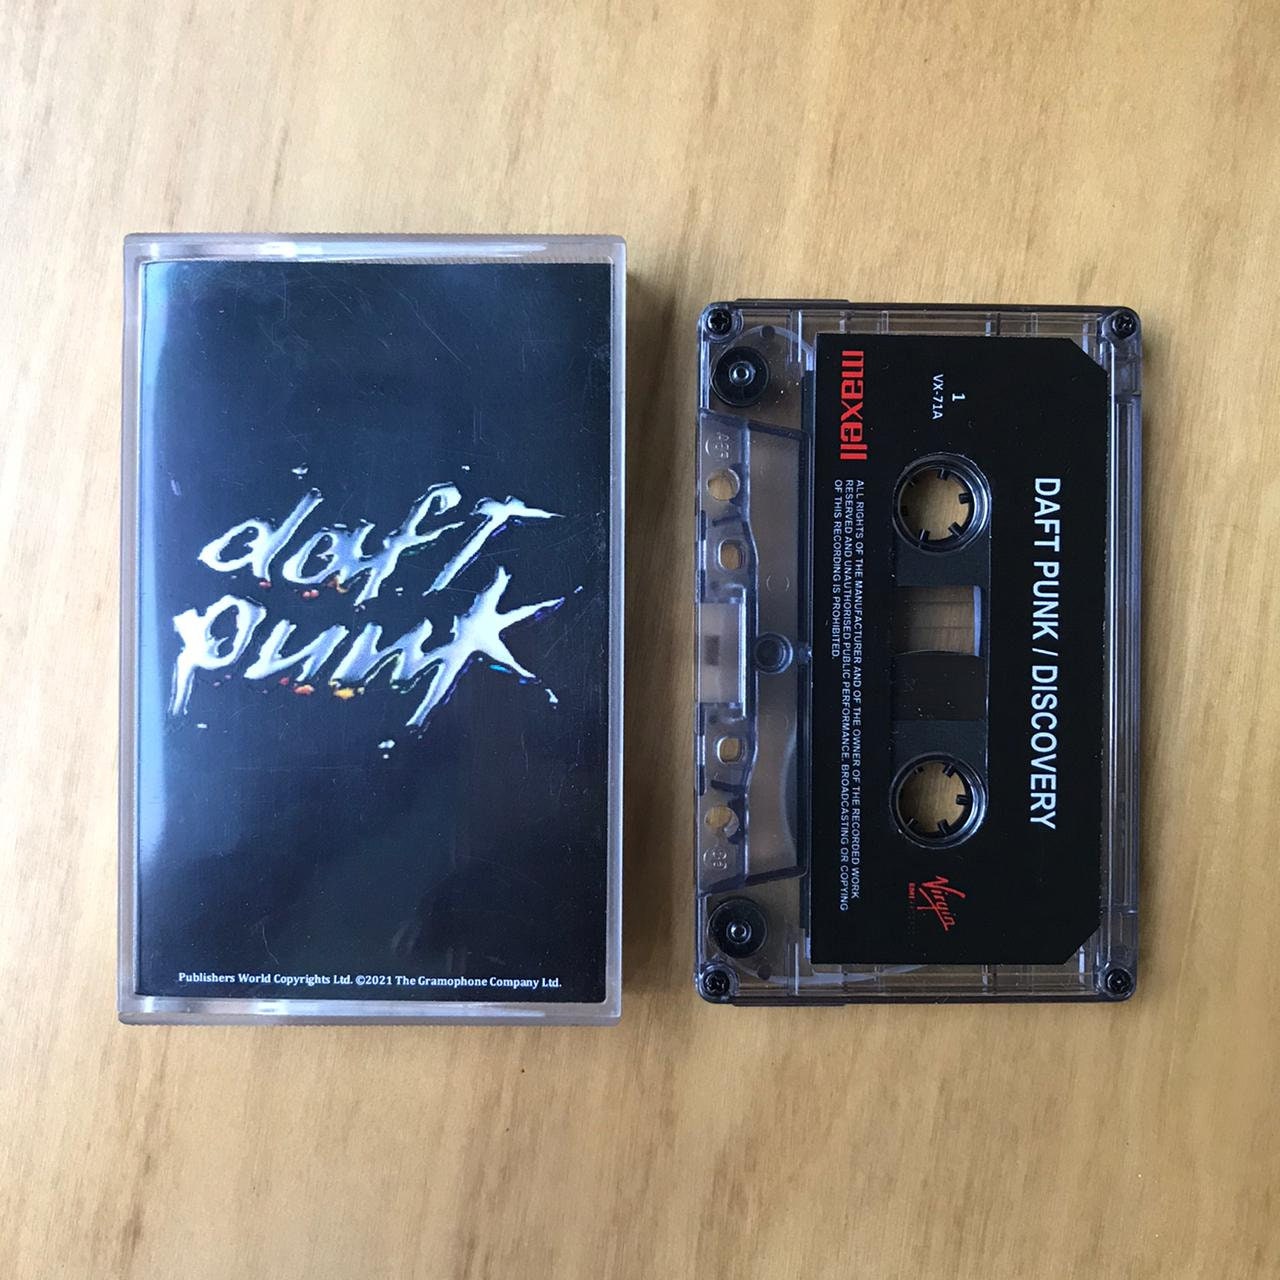 daft
punk
Publishers World Copyrights Ltd. ©2021 The Gramophone Company Ltd.
DAFT PUNK / DISCOVERY
1
VX-71A
maxell
ALL RIGHTS OF THE MANUFACTURER AND OF THE OWNER OF THE RECORDED WORK
RESERVED AND UNAUTHORISED PUBLIC PERFORMANCE. BROADCASTING OR COPYING
OF THIS RECORDING IS PROHIBITED.
Virgin
EMI